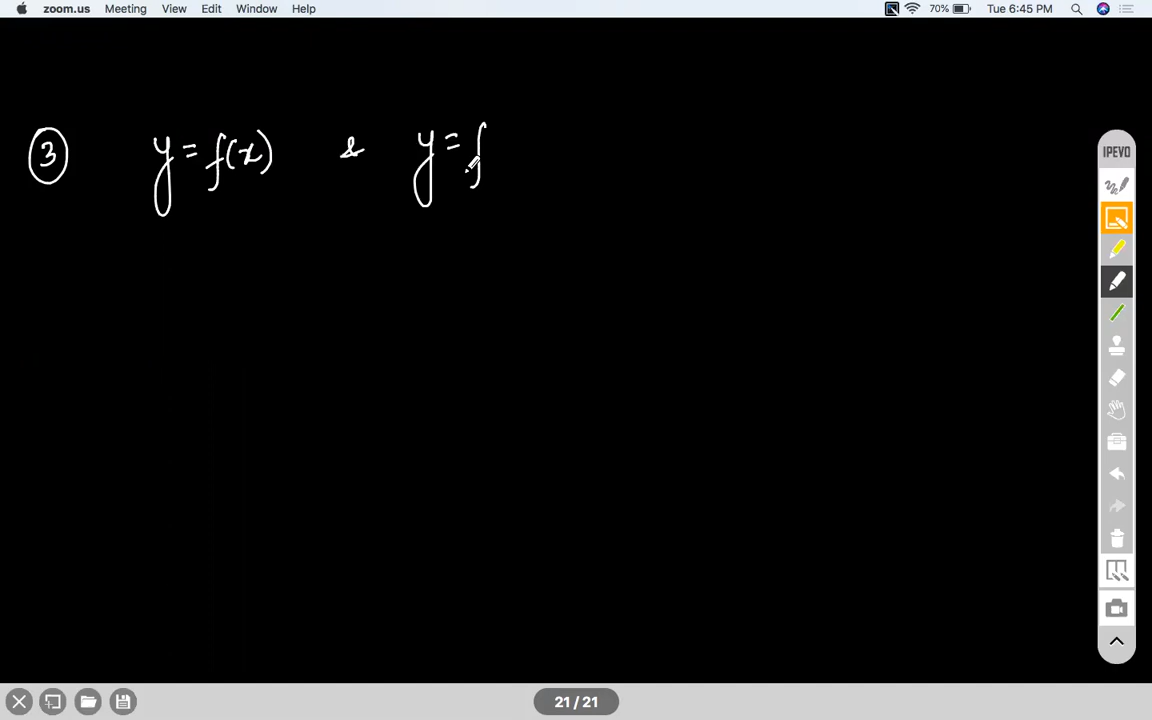 zoom.us Meeting View Edit Window Help 70% Tue 6:45 PM
③ y = f(x) & y = f
IPEVO
21 / 21